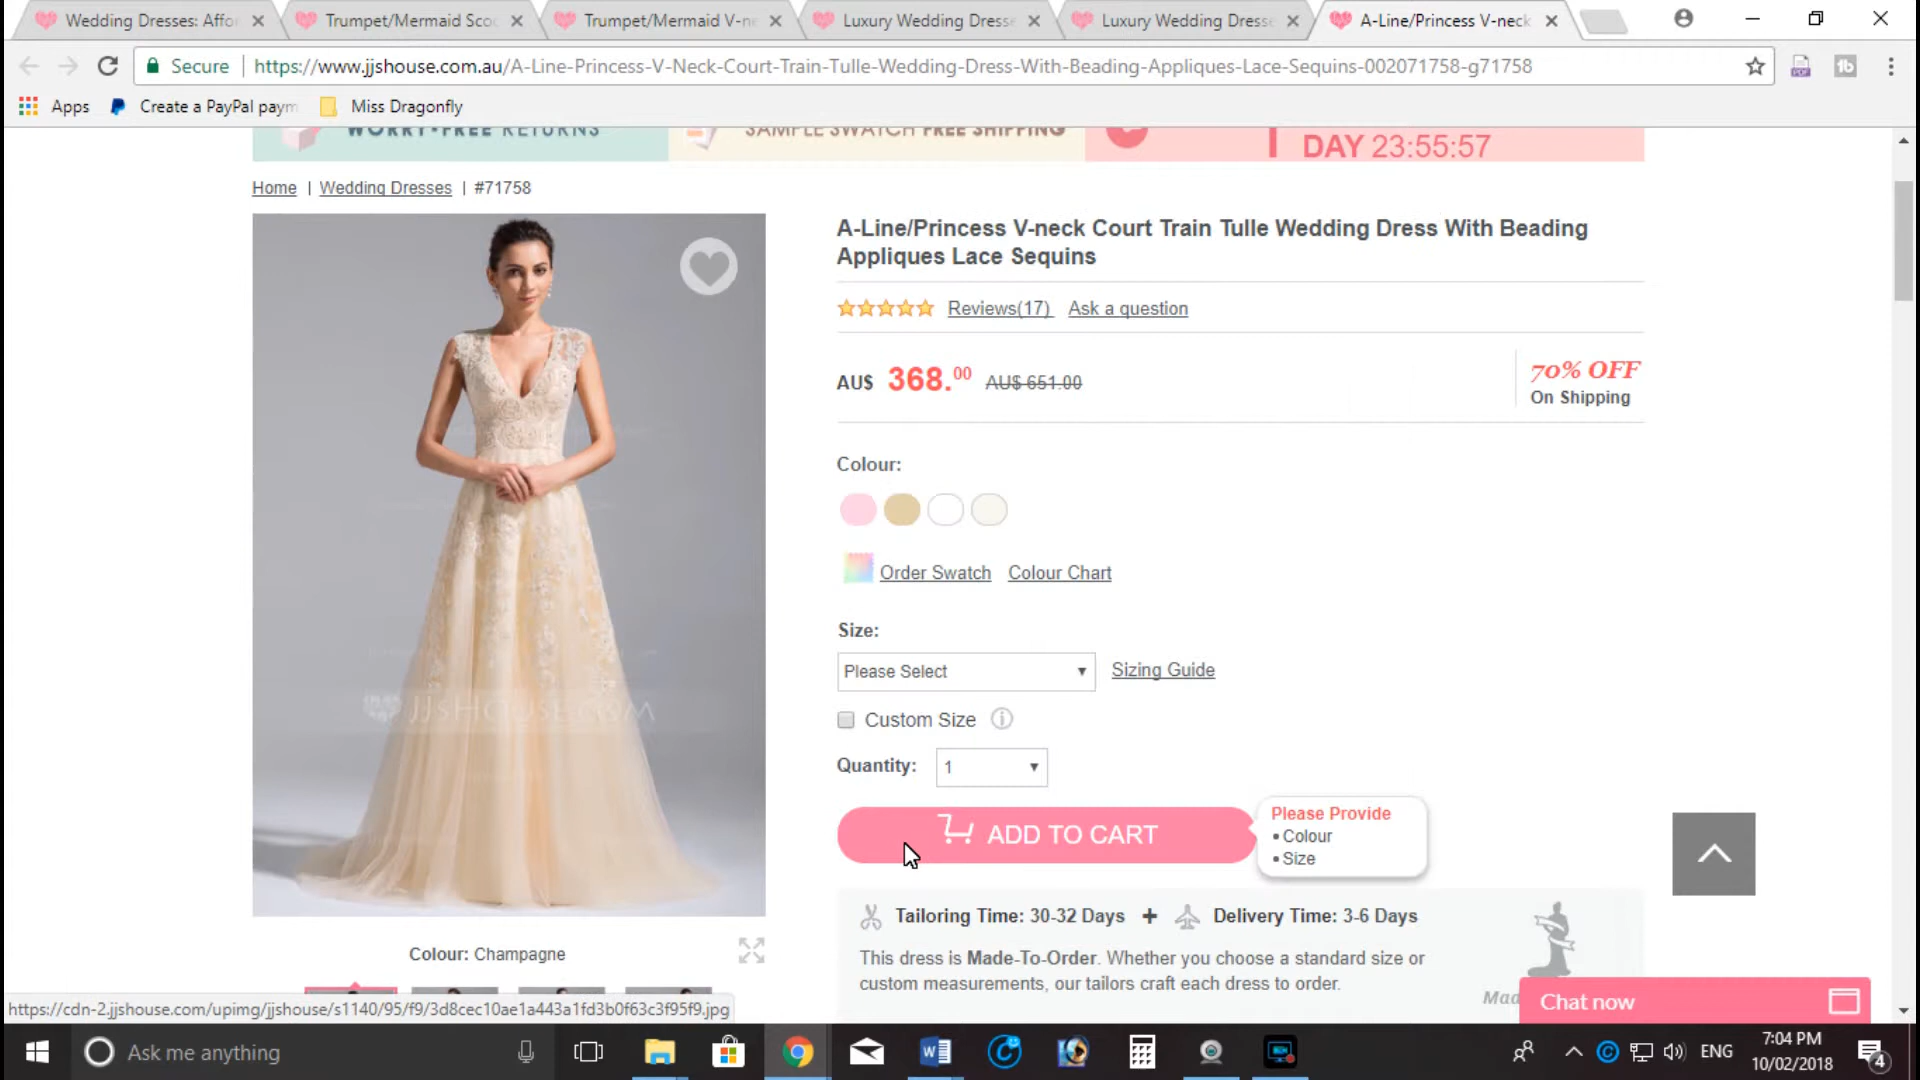 Wedding Dresses: Affo
Trumpet/Mermaid Scoo
Trumpet/Mermaid V-ne
Luxury Wedding Dresse
Luxury Wedding Dresse
A-Line/Princess V-neck
Secure
https://www.jjshouse.com.au/A-Line-Princess-V-Neck-Court-Train-Tulle-Wedding-Dress-With-Beading-Appliques-Lace-Sequins-002071758-g71758
Apps
Create a PayPal paym
Miss Dragonfly
WORRY-FREE RETURNS
SAMPLE SWATCH FREE SHIPPING
DAY 23:55:57
Home | Wedding Dresses | #71758
A-Line/Princess V-neck Court Train Tulle Wedding Dress With Beading
Appliques Lace Sequins
Reviews(17) Ask a question
AU$ 368.00 AU$ 651.00
70% OFF
On Shipping
Colour:
Order Swatch Colour Chart
Size:
Please Select
Sizing Guide
Custom Size
Quantity: 1
ADD TO CART
Please Provide
• Colour
• Size
JJSHOUSE.COM
Tailoring Time: 30-32 Days + Delivery Time: 3-6 Days
This dress is Made-To-Order. Whether you choose a standard size or
custom measurements, our tailors craft each dress to order.
Colour: Champagne
Chat now
https://cdn-2.jjshouse.com/upimg/jjshouse/s1140/95/f9/3d8cec10ae1a443a1fd3b0f63c3f95f9.jpg
Ask me anything
ENG
7:04 PM
10/02/2018
4